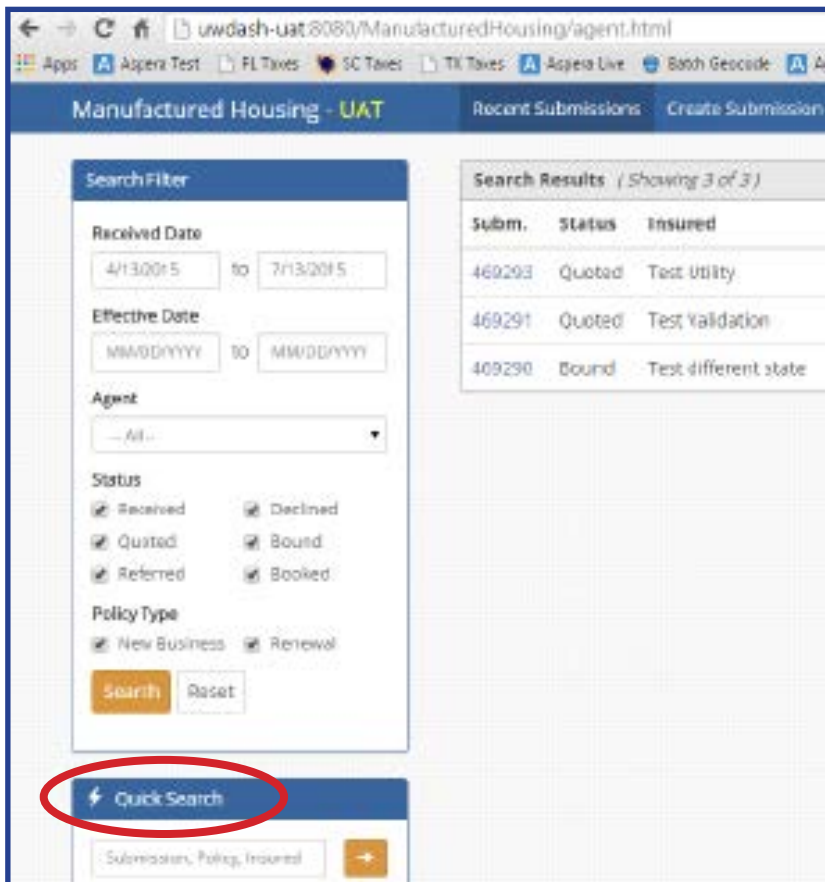 uwdash-uat:8080/ManufacturedHousing/agent.html
Apps Aspera Test FL Taxes SC Taxes TX Taxes Aspera Live Batch Geocode A
Manufactured Housing - UAT Recent Submissions Create Submission
Search Filter
Received Date
4/13/2015 to 7/13/2015
Effective Date
MM/DD/YYYY to MM/DD/YYYY
Agent
-- All --
Status
Received Declined
Quoted Bound
Referred Booked
Policy Type
New Business Renewal
Search Reset
Quick Search
Submission, Policy, Insured
Search Results (Showing 3 of 3)
Subm. Status Insured
469293 Quoted Test Utility
469291 Quoted Test Validation
469290 Bound Test different state